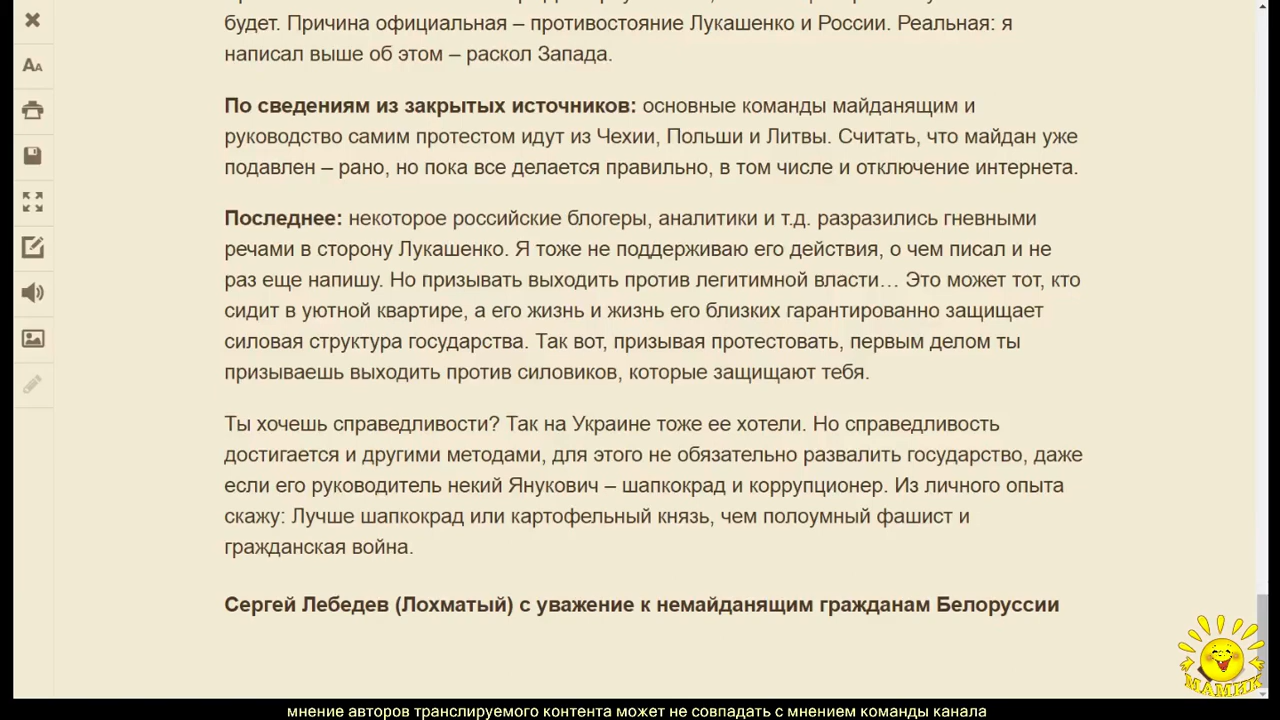 будет. Причина официальная – противостояние Лукашенко и России. Реальная: я
написал выше об этом – раскол Запада.
По сведениям из закрытых источников: основные команды майданящим и
руководство самим протестом идут из Чехии, Польши и Литвы. Считать, что майдан уже
подавлен – рано, но пока все делается правильно, в том числе и отключение интернета.
Последнее: некоторое российские блогеры, аналитики и т.д. разразились гневными
речами в сторону Лукашенко. Я тоже не поддерживаю его действия, о чем писал и не
раз еще напишу. Но призывать выходить против легитимной власти… Это может тот, кто
сидит в уютной квартире, а его жизнь и жизнь его близких гарантированно защищает
силовая структура государства. Так вот, призывая протестовать, первым делом ты
призываешь выходить против силовиков, которые защищают тебя.
Ты хочешь справедливости? Так на Украине тоже ее хотели. Но справедливость
достигается и другими методами, для этого не обязательно развалить государство, даже
если его руководитель некий Янукович – шапкокрад и коррупционер. Из личного опыта
скажу: Лучше шапкокрад или картофельный князь, чем полоумный фашист и
гражданская война.
Сергей Лебедев (Лохматый) с уважение к немайданящим гражданам Белоруссии
МАМИК
мнение авторов транслируемого контента может не совпадать с мнением команды канала